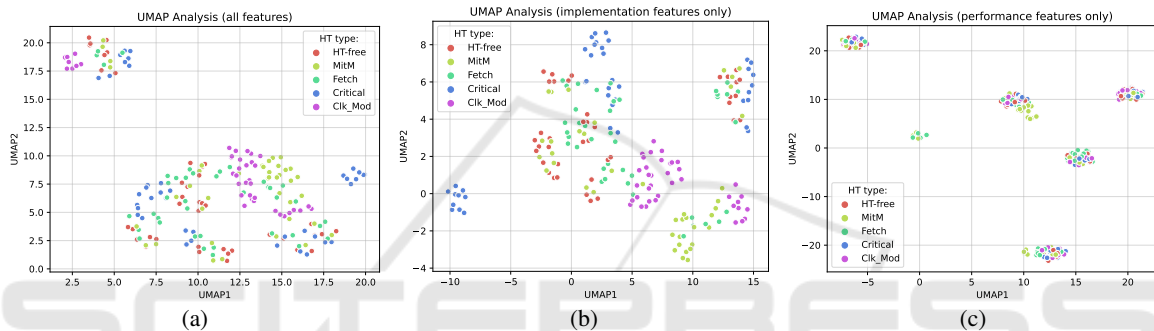 UMAP Analysis (all features)
HT type:
HT-free
MitM
Fetch
Critical
Clk_Mod
UMAP2
20.0
17.5
15.0
12.5
10.0
7.5
5.0
2.5
0.0
2.5 5.0 7.5 10.0 12.5 15.0 17.5 20.0
UMAP1
(a)
UMAP Analysis (implementation features only)
HT type:
HT-free
MitM
Fetch
Critical
Clk_Mod
UMAP2
8
6
4
2
0
−2
−4
−10 −5 0 5 10 15
UMAP1
(b)
UMAP Analysis (performance features only)
UMAP2
20
10
0
−10
−20
HT type:
HT-free
MitM
Fetch
Critical
Clk_Mod
−5 0 5 10 15 20
UMAP1
(c)
SCITEPRESS